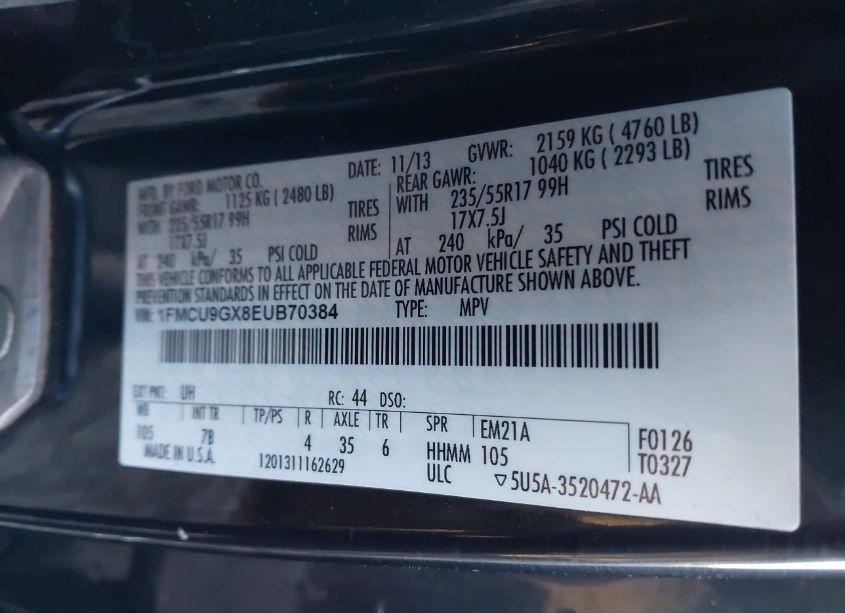 MFD. BY FORD MOTOR CO.
DATE: 11/13 GVWR: 2159 KG ( 4760 LB)
FRONT GAWR: 1125 KG ( 2480 LB) REAR GAWR: 1040 KG ( 2293 LB)
WITH 235/55R17 99H TIRES WITH 235/55R17 99H TIRES
17X7.5J RIMS 17X7.5J RIMS
AT 240 kPa/ 35 PSI COLD AT 240 kPa/ 35 PSI COLD
THIS VEHICLE CONFORMS TO ALL APPLICABLE FEDERAL MOTOR VEHICLE SAFETY AND THEFT
PREVENTION STANDARDS IN EFFECT ON THE DATE OF MANUFACTURE SHOWN ABOVE.
VIN: 1FMCU9GX8EUB70384 TYPE: MPV
EXT PNT: UH RC: 44 DSO:
WB INT TR TP/PS R AXLE TR SPR EM21A F0126
105 7B 4 35 6 HHMM 105 T0327
MADE IN U.S.A. 1201311162629 ULC ▽5U5A-3520472-AA